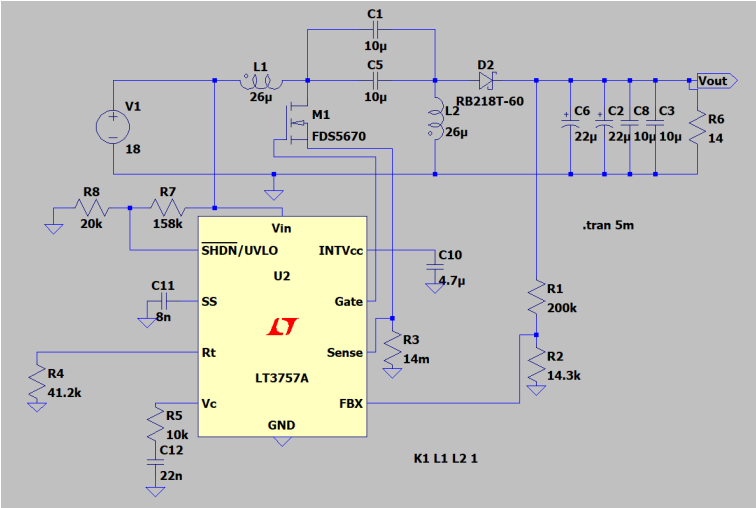 C1
10µ
L1
26µ
C5
10µ
D2
RB218T-60
Vout
V1
18
M1
FDS5670
L2
26µ
C6
22µ
C2
22µ
C8
10µ
C3
10µ
R6
14
R8
20k
R7
158k
.tran 5m
Vin
SHDN/UVLO
INTVcc
C10
4.7µ
U2
C11
8n
SS
Gate
R1
200k
R3
14m
Rt
Sense
R4
41.2k
R2
14.3k
LT3757A
Vc
FBX
R5
10k
GND
C12
22n
K1 L1 L2 1